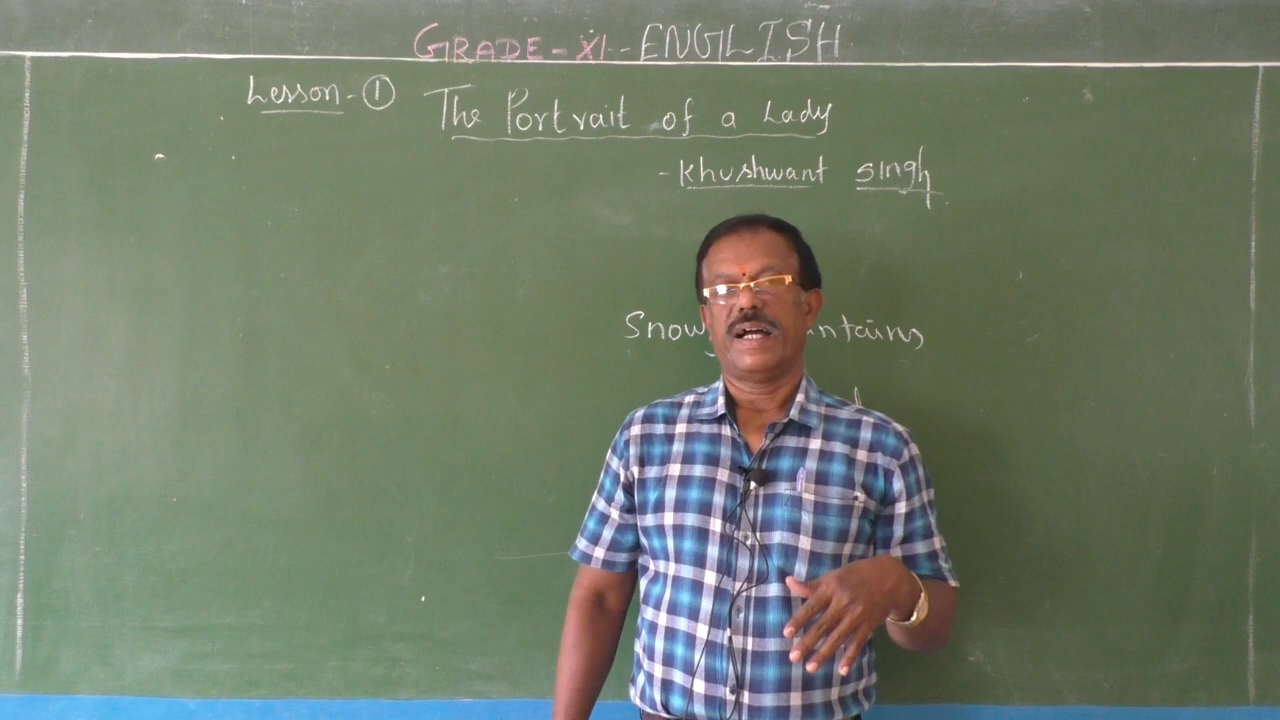 GRADE-XI-ENGLISH
Lesson-① The Portrait of a Lady
- Khushwant Singh